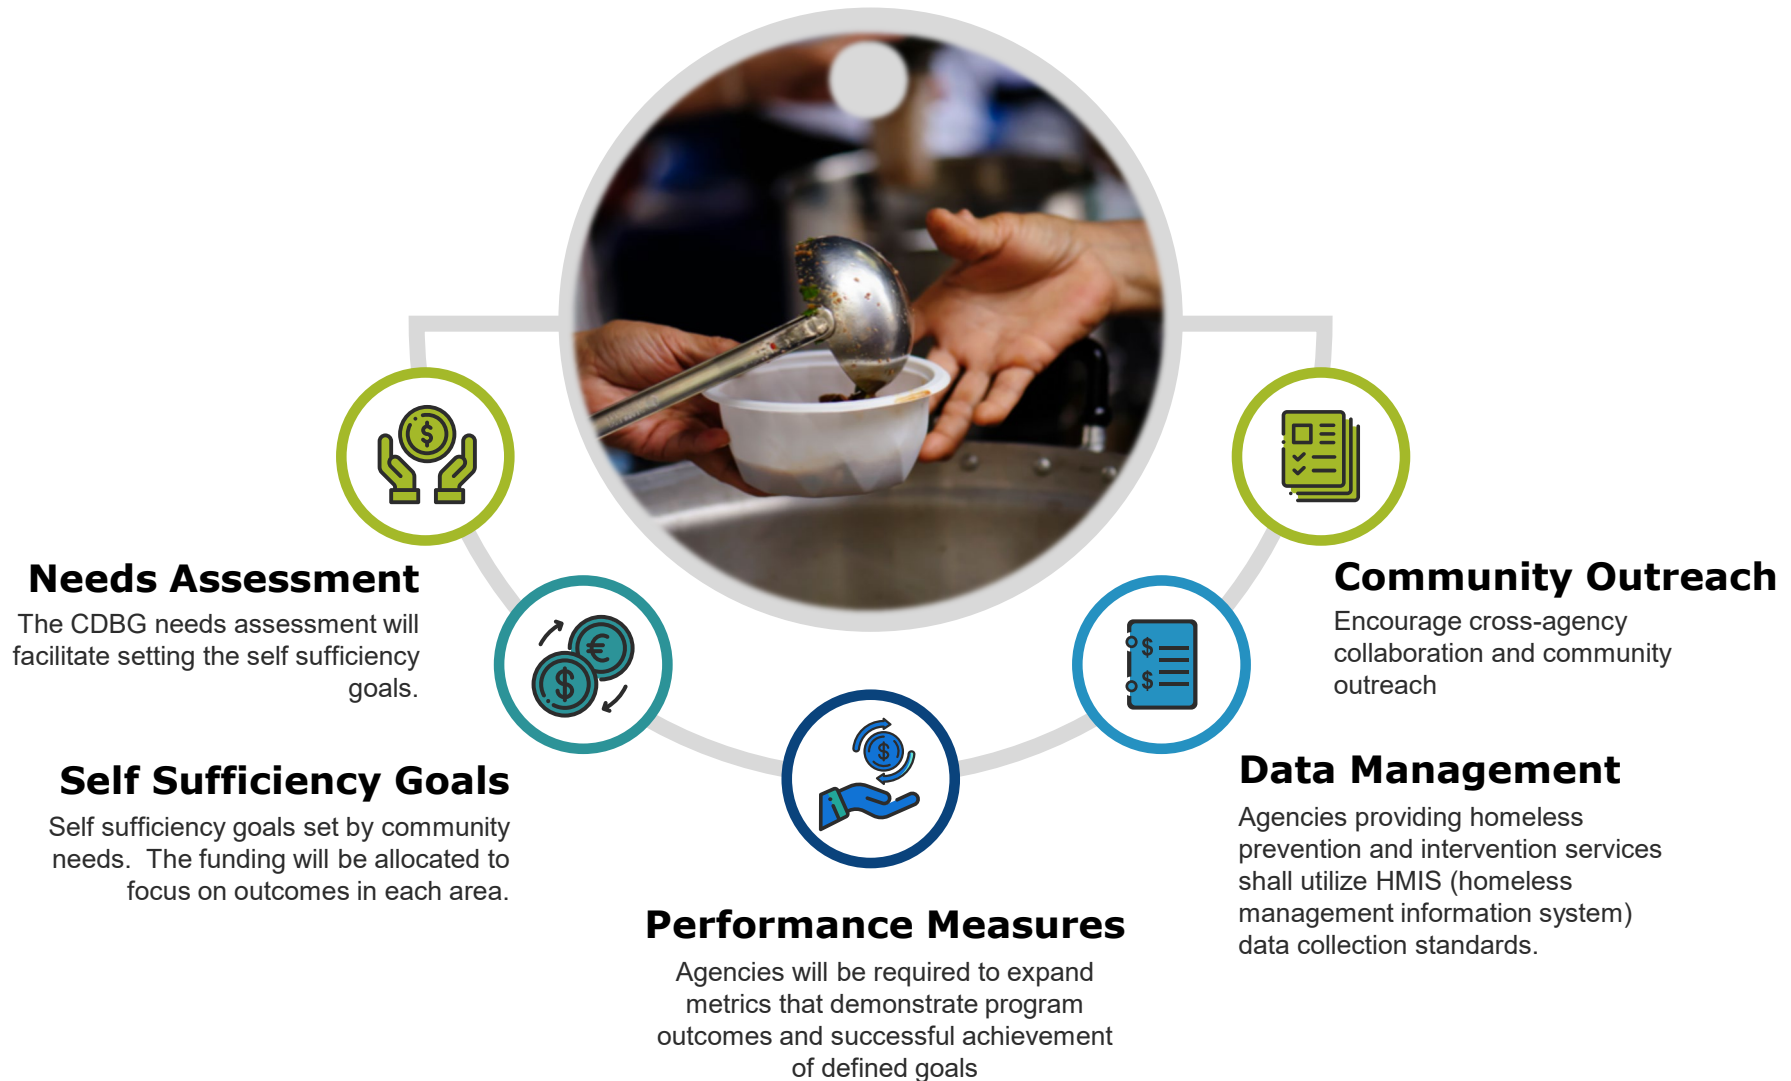 Needs Assessment
The CDBG needs assessment will
facilitate setting the self sufficiency
goals.
Self Sufficiency Goals
Self sufficiency goals set by community
needs.  The funding will be allocated to
focus on outcomes in each area.
Performance Measures
Agencies will be required to expand
metrics that demonstrate program
outcomes and successful achievement
of defined goals
Data Management
Agencies providing homeless
prevention and intervention services
shall utilize HMIS (homeless
management information system)
data collection standards.
Community Outreach
Encourage cross-agency
collaboration and community
outreach